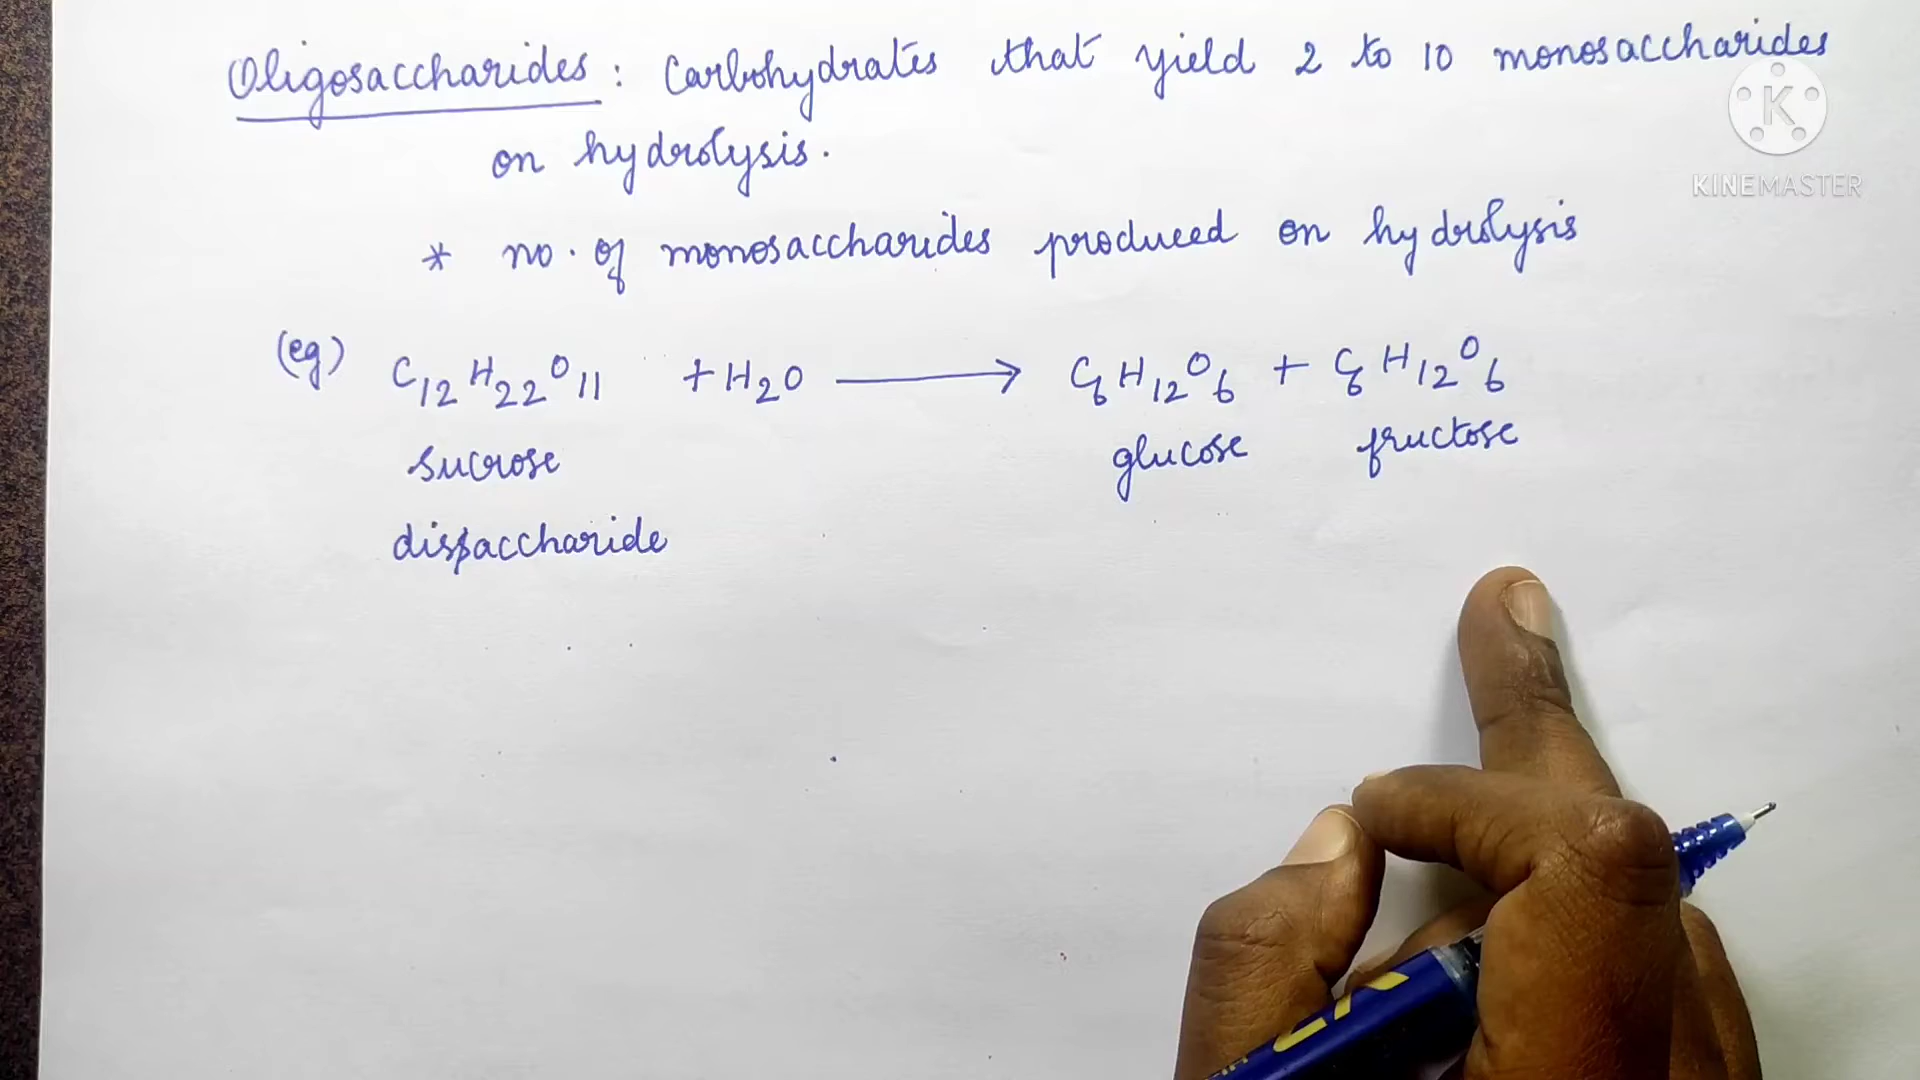 Oligosaccharides : Carbohydrates that yield 2 to 10 monosaccharides
on hydrolysis.
* no. of monosaccharides produced on hydrolysis
(eg) C12H22O11 + H2O ⟶ C6H12O6 + C6H12O6
sucrose glucose fructose
disaccharide
K
KINEMASTER